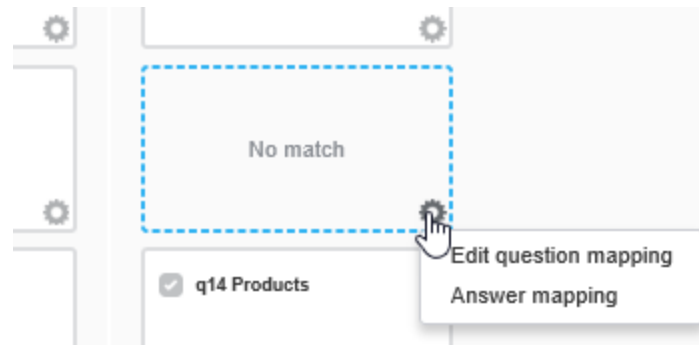 No match
Edit question mapping
q14 Products
Answer mapping